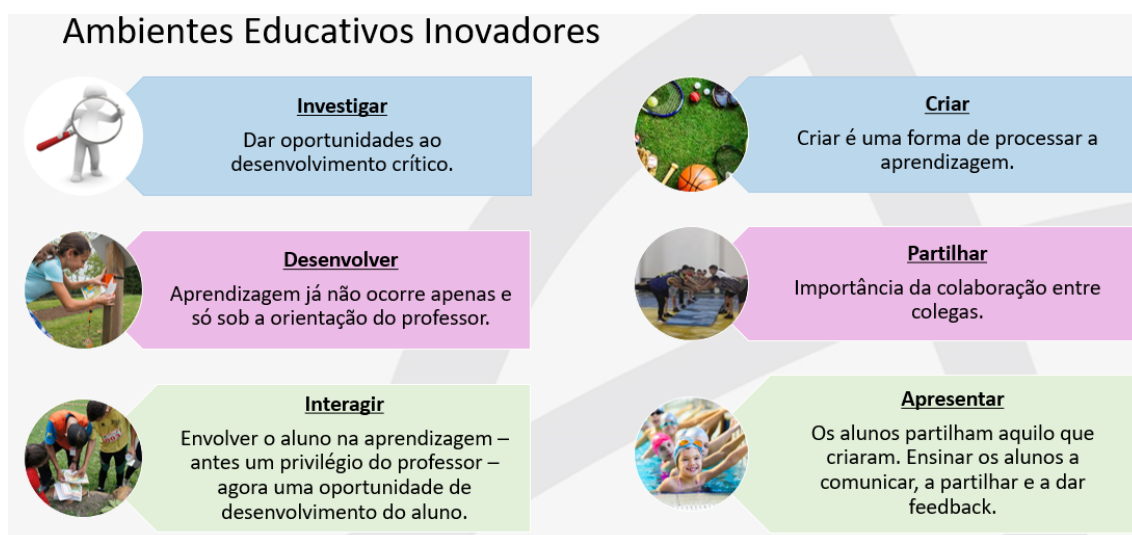 Ambientes Educativos Inovadores
Investigar
Dar oportunidades ao
desenvolvimento crítico.
Criar
Criar é uma forma de processar a
aprendizagem.
Desenvolver
Aprendizagem já não ocorre apenas e
só sob a orientação do professor.
Partilhar
Importância da colaboração entre
colegas.
Interagir
Envolver o aluno na aprendizagem –
antes um privilégio do professor –
agora uma oportunidade de
desenvolvimento do aluno.
Apresentar
Os alunos partilham aquilo que
criaram. Ensinar os alunos a
comunicar, a partilhar e a dar
feedback.